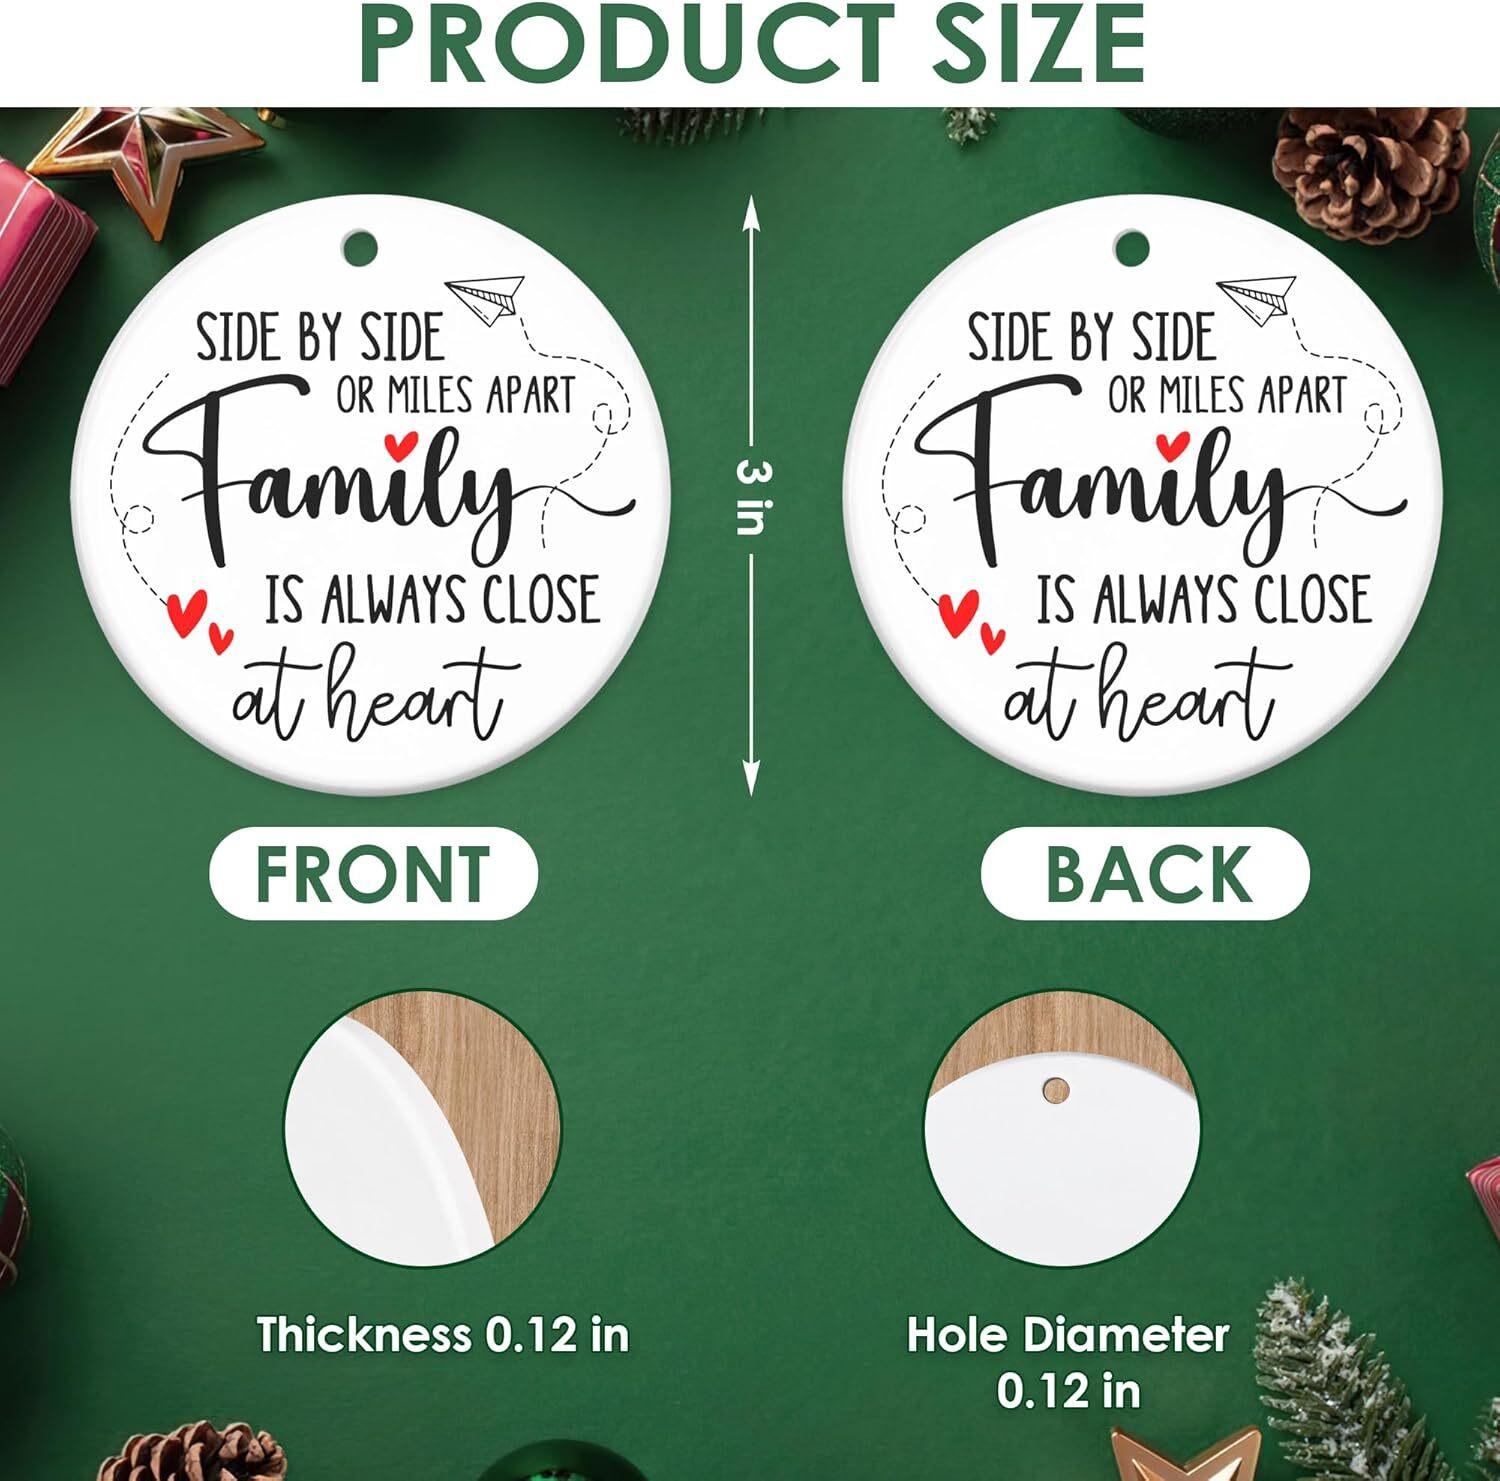 PRODUCT SIZE
SIDE BY SIDE
OR MILES APART
Family
IS ALWAYS CLOSE
at heart
3 in
SIDE BY SIDE
OR MILES APART
Family
IS ALWAYS CLOSE
at heart
FRONT
BACK
Thickness 0.12 in
Hole Diameter
0.12 in